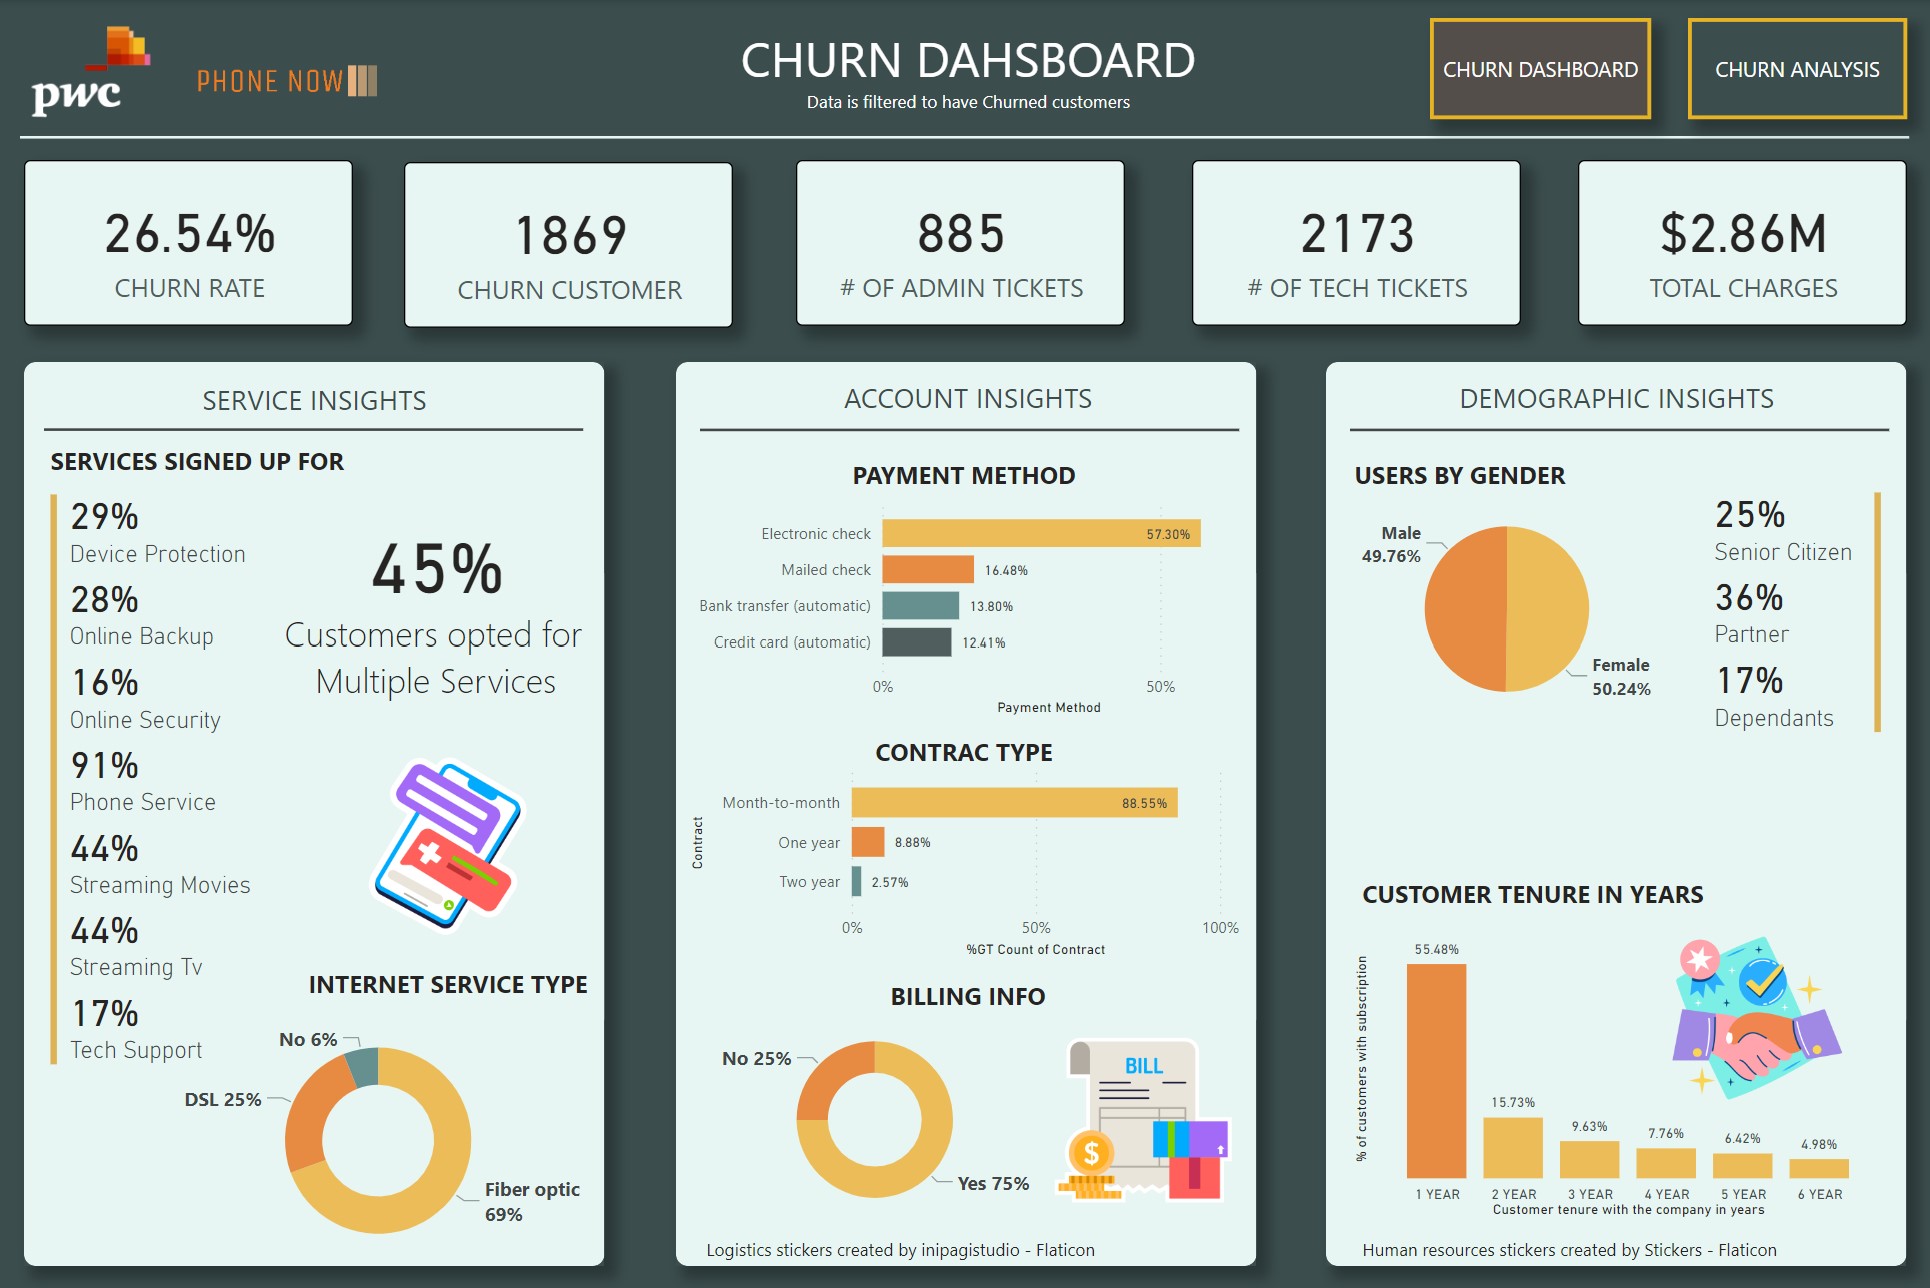 pwc
PHONE NOW
CHURN DAHSBOARD
Data is filtered to have Churned customers
CHURN DASHBOARD
CHURN ANALYSIS
26.54%
CHURN RATE
1869
CHURN CUSTOMER
885
# OF ADMIN TICKETS
2173
# OF TECH TICKETS
$2.86M
TOTAL CHARGES
SERVICE INSIGHTS
SERVICES SIGNED UP FOR
29%
Device Protection
28%
Online Backup
16%
Online Security
91%
Phone Service
44%
Streaming Movies
44%
Streaming Tv
17%
Tech Support
45%
Customers opted for
Multiple Services
INTERNET SERVICE TYPE
No 6%
DSL 25%
Fiber optic
69%
ACCOUNT INSIGHTS
PAYMENT METHOD
Electronic check 57.30%
Mailed check 16.48%
Bank transfer (automatic) 13.80%
Credit card (automatic) 12.41%
0% 50%
Payment Method
CONTRAC TYPE
Contract
Month-to-month 88.55%
One year 8.88%
Two year 2.57%
0% 50% 100%
%GT Count of Contract
BILLING INFO
No 25%
Yes 75%
BILL
$
Logistics stickers created by inipagistudio - Flaticon
DEMOGRAPHIC INSIGHTS
USERS BY GENDER
Male
49.76%
Female
50.24%
25%
Senior Citizen
36%
Partner
17%
Dependants
CUSTOMER TENURE IN YEARS
% of customers with subscription
55.48% 15.73% 9.63% 7.76% 6.42% 4.98%
1 YEAR 2 YEAR 3 YEAR 4 YEAR 5 YEAR 6 YEAR
Customer tenure with the company in years
Human resources stickers created by Stickers - Flaticon